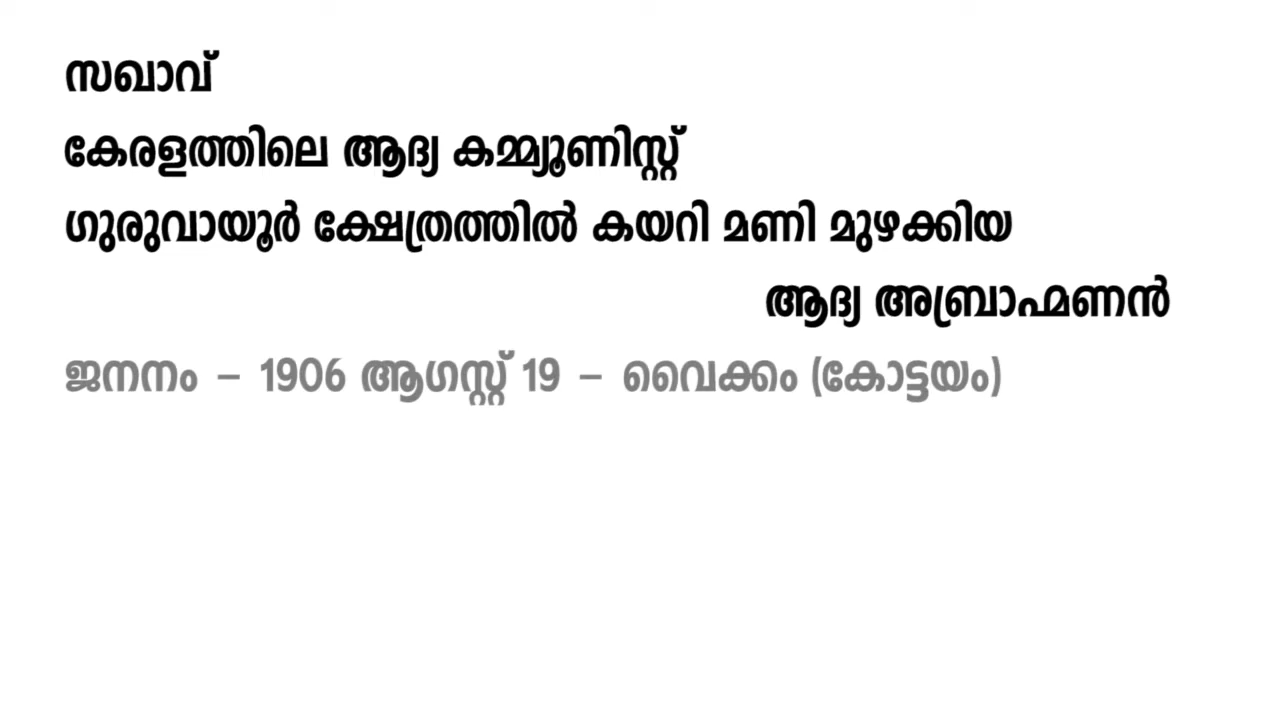 സഖാവ്
കേരളത്തിലെ ആദ്യ കമ്മ്യൂണിസ്റ്റ്
ഗുരുവായൂർ ക്ഷേത്രത്തിൽ കയറി മണി മുഴക്കിയ
ആദ്യ അബ്രാഹ്മണൻ
ജനനം – 1906 ആഗസ്റ്റ് 19 – വൈക്കം (കോട്ടയം)